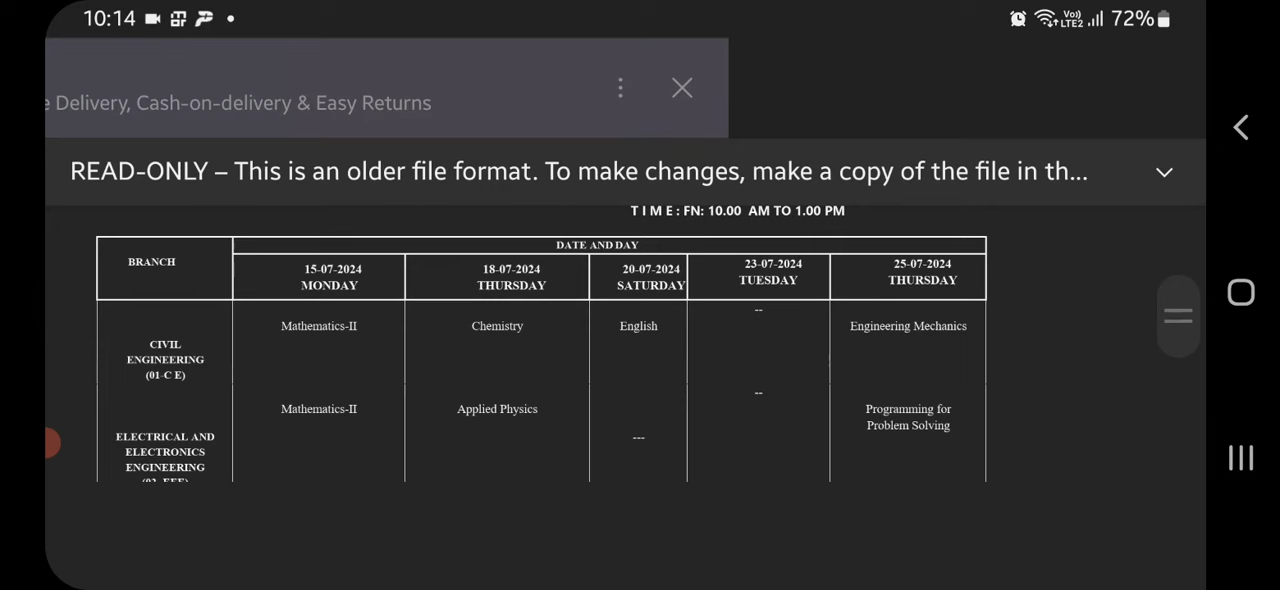 10:14
Vo)) LTE2 72%
e Delivery, Cash-on-delivery & Easy Returns
READ-ONLY – This is an older file format. To make changes, make a copy of the file in th...
T I M E : FN: 10.00 AM TO 1.00 PM
BRANCH
DATE AND DAY
15-07-2024 MONDAY
18-07-2024 THURSDAY
20-07-2024 SATURDAY
23-07-2024 TUESDAY
25-07-2024 THURSDAY
CIVIL
ENGINEERING
(01-C E)
Mathematics-II
Chemistry
English
--
Engineering Mechanics
ELECTRICAL AND
ELECTRONICS
ENGINEERING
(02-EEE)
Mathematics-II
Applied Physics
---
--
Programming for
Problem Solving